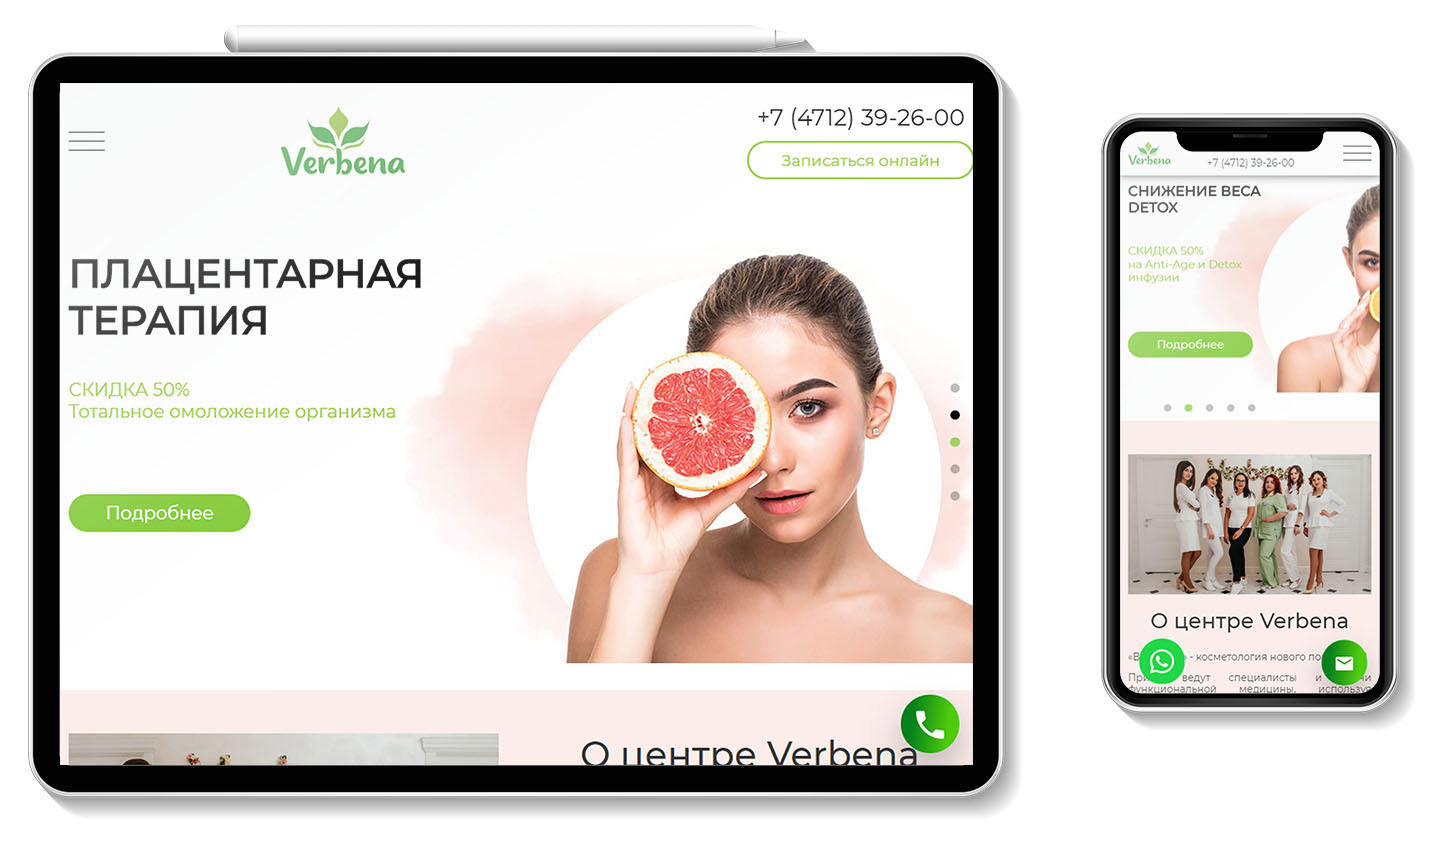 Verbena
+7 (4712) 39-26-00
Записаться онлайн
ПЛАЦЕНТАРНАЯ
ТЕРАПИЯ
СКИДКА 50%
Тотальное омоложение организма
Подробнее
О центре Verbena
Verbena
+7 (4712) 39-26-00
СНИЖЕНИЕ ВЕСА
DETOX
СКИДКА 50%
на Anti-Age и Detox
инфузии
Подробнее
О центре Verbena
- косметология нового
ведут специалисты и
функциональной медицины, используя